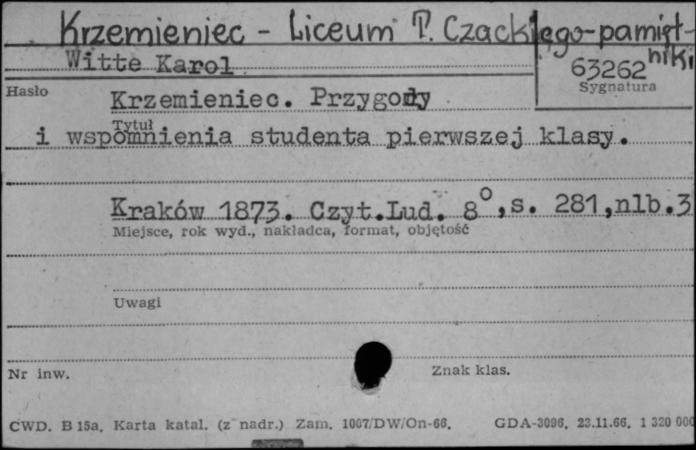 Krzemieniec - Liceum T. Czackiego - pamięt-
niki
Witte Karol
63262
Hasło
Sygnatura
Krzemieniec. Przygody
Tytuł
i wspomnienia studenta pierwszej klasy.
Kraków 1873. Czyt.Lud. 8°, s. 281, nlb.3
Miejsce, rok wyd., nakładca, format, objętość
Uwagi
Nr inw.
Znak klas.
CWD. B 15a. Karta katal. (z nadr.) Zam. 1007/DW/On-66. GDA-3096. 23.11.66. 1 320 000